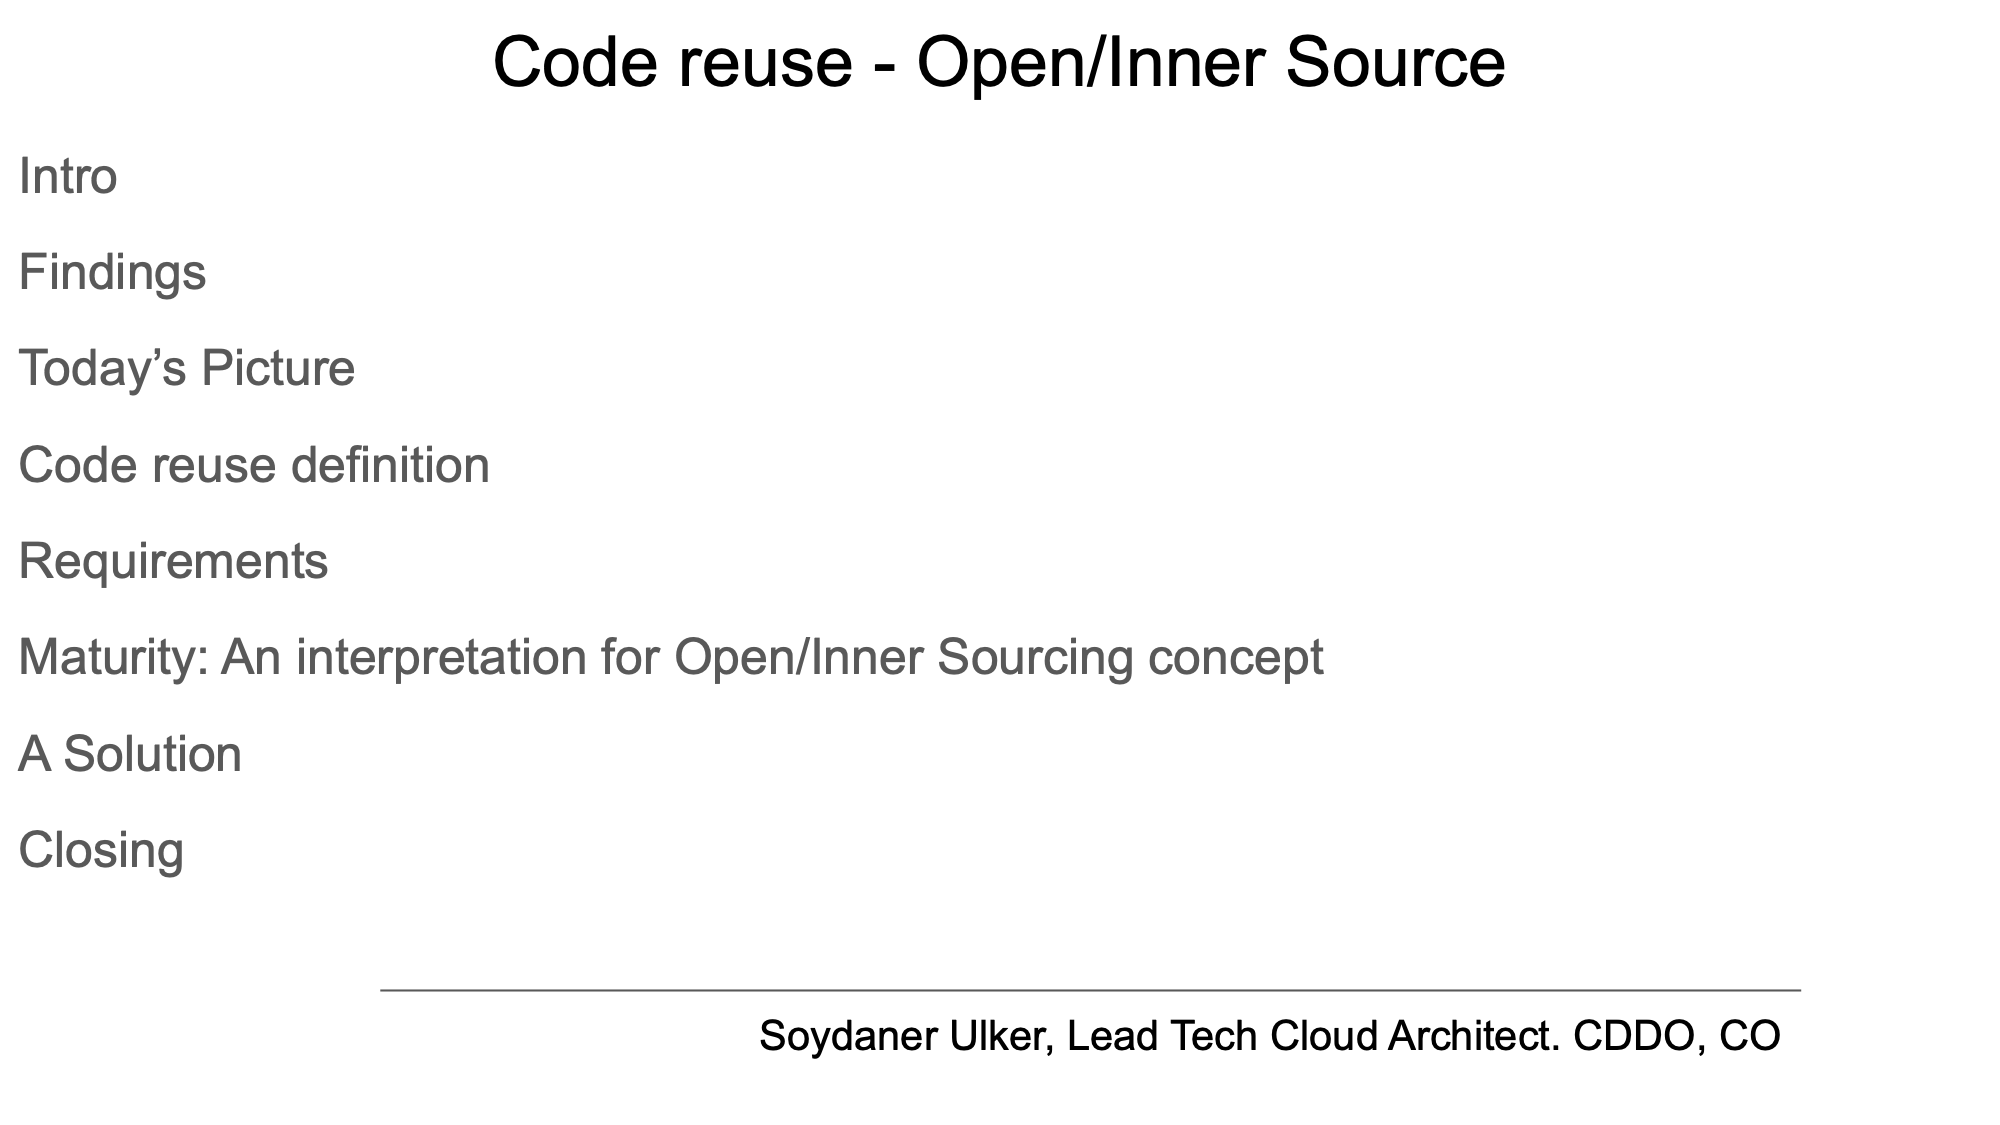 Code reuse - Open/Inner Source
Intro
Findings
Today’s Picture
Code reuse definition
Requirements
Maturity: An interpretation for Open/Inner Sourcing concept
A Solution
Closing
Soydaner Ulker, Lead Tech Cloud Architect. CDDO, CO